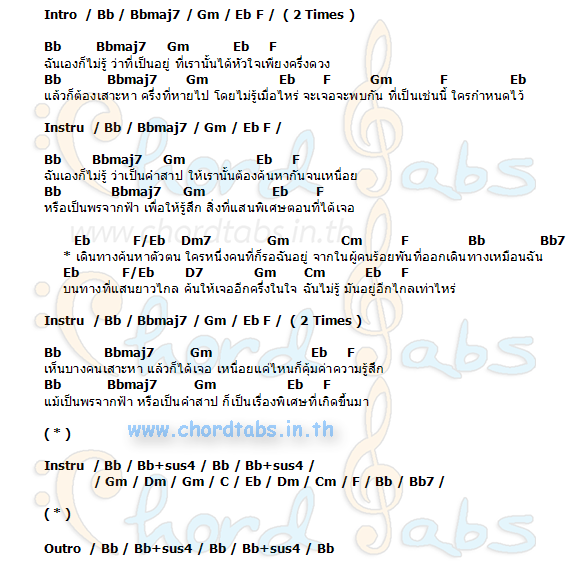 Intro / Bb / Bbmaj7 / Gm / Eb F / ( 2 Times )
Bb Bbmaj7 Gm Eb F
ฉันเองก็ไม่รู้ ว่าที่เป็นอยู่ ที่เรานั้นได้หัวใจเพียงครึ่งดวง
Bb Bbmaj7 Gm Eb F Gm F Eb
แล้วก็ต้องเสาะหา ครึ่งที่หายไป โดยไม่รู้เมื่อไหร่ จะเจอจะพบกัน ที่เป็นเช่นนี้ ใครกำหนดไว้
Instru / Bb / Bbmaj7 / Gm / Eb F /
Bb Bbmaj7 Gm Eb F
ฉันเองก็ไม่รู้ ว่าเป็นคำสาป ให้เรานั้นต้องค้นหากันจนเหนื่อย
Bb Bbmaj7 Gm Eb F
หรือเป็นพรจากฟ้า เพื่อให้รู้สึก สิ่งที่แสนพิเศษตอนที่ได้เจอ
www.chordtabs.in.th
Eb F/Eb Dm7 Gm Cm F Bb Bb7
* เดินทางค้นหาตัวตน ใครหนึ่งคนที่ก็รอฉันอยู่ จากในผู้คนร้อยพันที่ออกเดินทางเหมือนฉัน
Eb F/Eb D7 Gm Cm Eb F
บนทางที่แสนยาวไกล ค้นให้เจออีกครึ่งในใจ ฉันไม่รู้ มันอยู่อีกไกลเท่าไหร่
Instru / Bb / Bbmaj7 / Gm / Eb F / ( 2 Times )
Bb Bbmaj7 Gm Eb F
เห็นบางคนเสาะหา แล้วก็ได้เจอ เหนื่อยแค่ไหนก็คุ้มค่าความรู้สึก
Bb Bbmaj7 Gm Eb F
แม้เป็นพรจากฟ้า หรือเป็นคำสาป ก็เป็นเรื่องพิเศษที่เกิดขึ้นมา
( * )
www.chordtabs.in.th
Instru / Bb / Bb+sus4 / Bb / Bb+sus4 /
/ Gm / Dm / Gm / C / Eb / Dm / Cm / F / Bb / Bb7 /
( * )
Outro / Bb / Bb+sus4 / Bb / Bb+sus4 / Bb